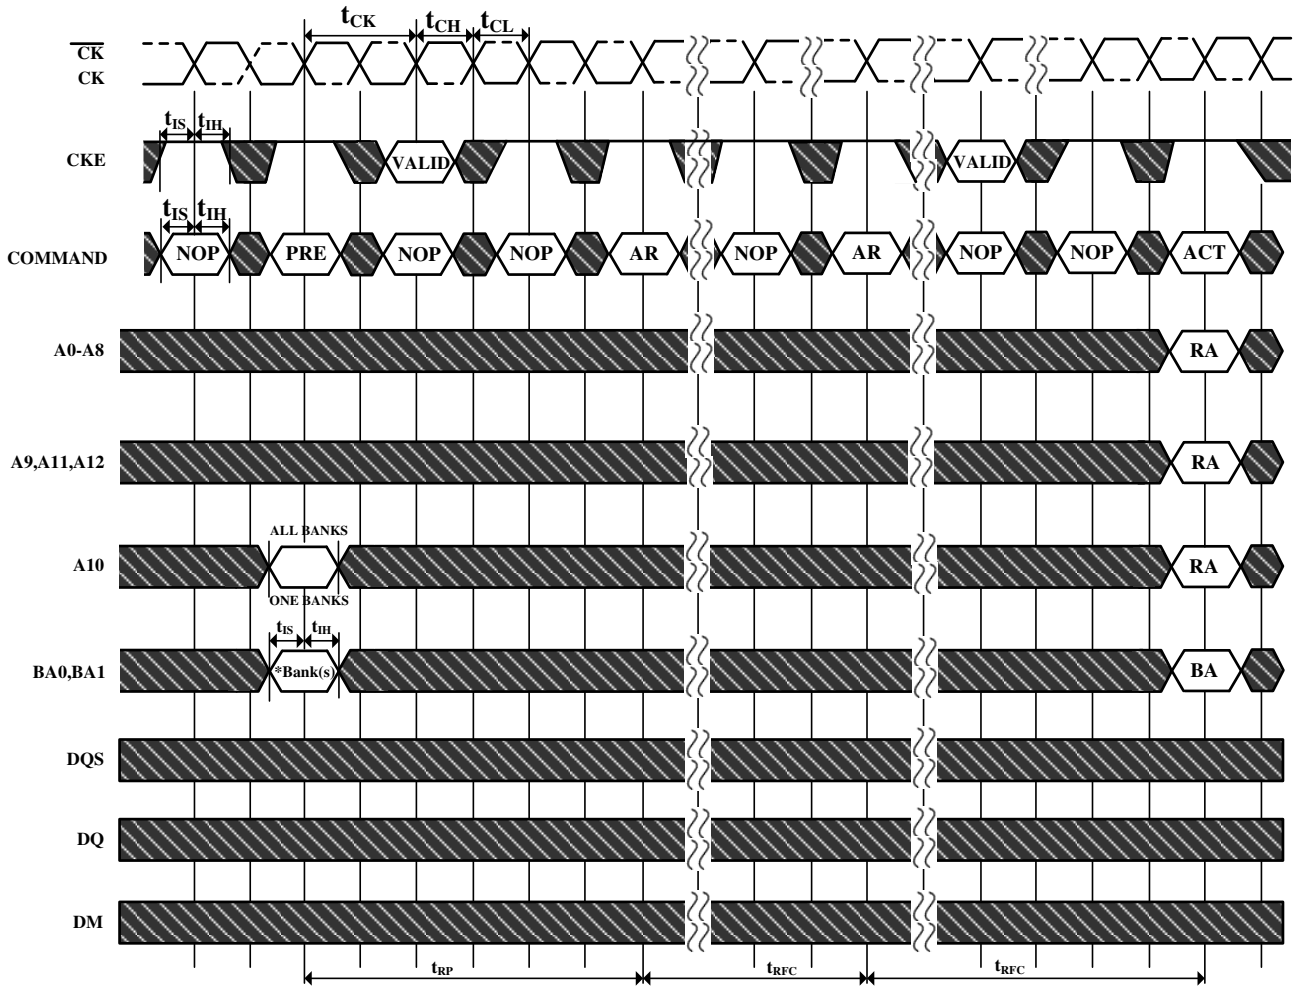 tCK tCH tCL
CK
CK
tIS tIH
CKE VALID VALID
tIS tIH
COMMAND NOP PRE NOP NOP AR NOP AR NOP NOP ACT
A0-A8 RA
A9,A11,A12 RA
ALL BANKS
A10 RA
ONE BANKS
tIS tIH
BA0,BA1 *Bank(s) BA
DQS
DQ
DM
tRP tRFC tRFC